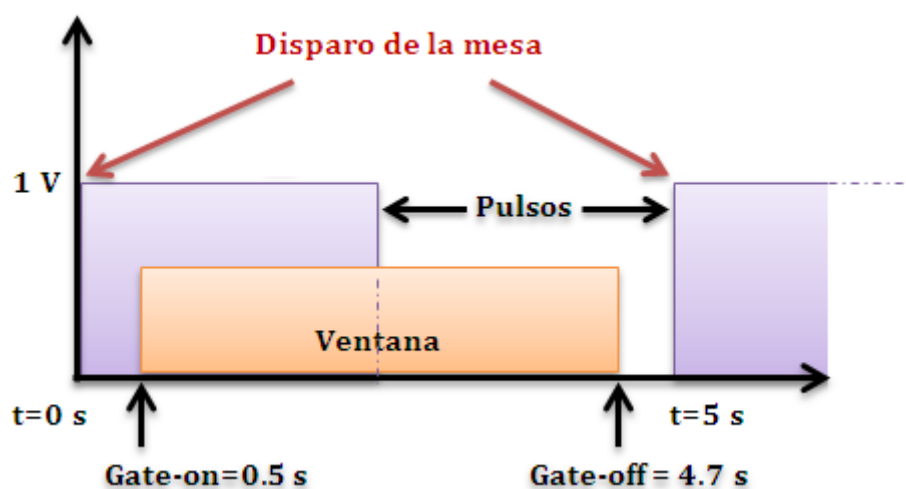 Disparo de la mesa
1 V
Pulsos
Ventana
t=0 s
t=5 s
Gate-on=0.5 s
Gate-off = 4.7 s